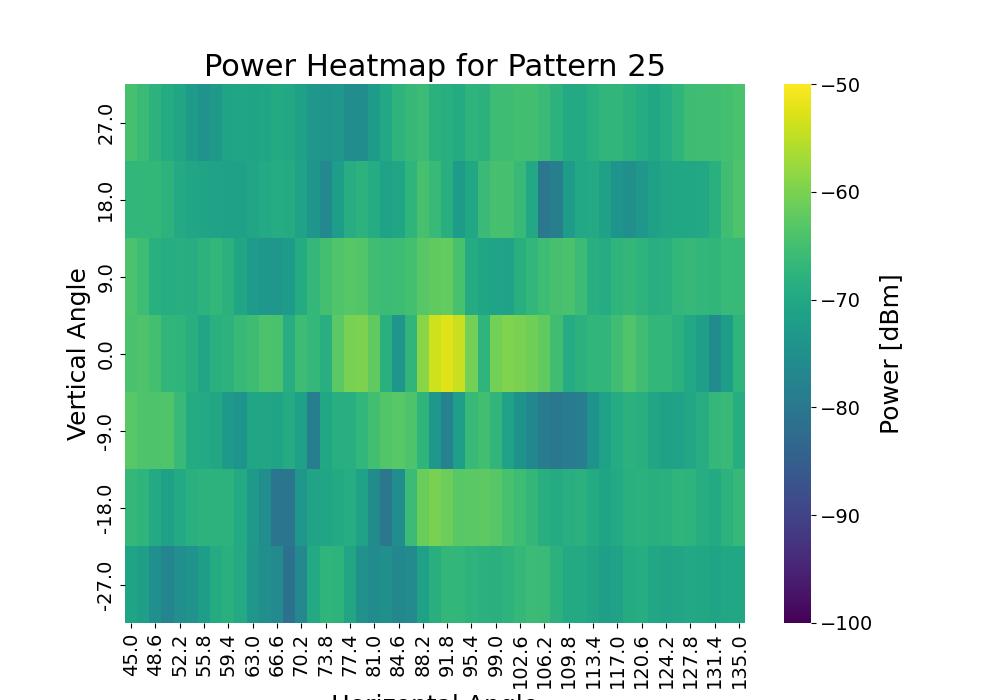 Power Heatmap for Pattern 25
Vertical Angle
27.0
18.0
9.0
0.0
-9.0
-18.0
-27.0
45.0 48.6 52.2 55.8 59.4 63.0 66.6 70.2 73.8 77.4 81.0 84.6 88.2 91.8 95.4 99.0 102.6 106.2 109.8 113.4 117.0 120.6 124.2 127.8 131.4 135.0
Horizontal Angle
−50
−60
−70
−80
−90
−100
Power [dBm]